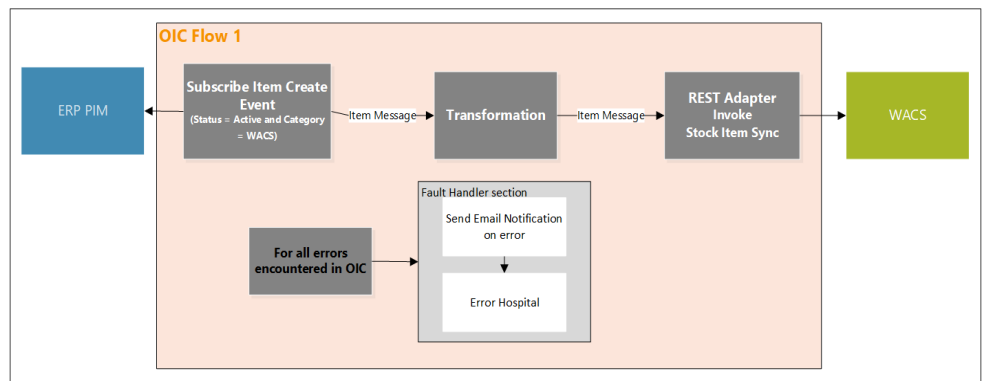 OIC Flow 1
ERP PIM
Subscribe Item Create
Event
(Status = Active and Category
= WACS)
Item Message
Transformation
Item Message
REST Adapter
Invoke
Stock Item Sync
WACS
Fault Handler section
Send Email Notification
on error
For all errors
encountered in OIC
Error Hospital